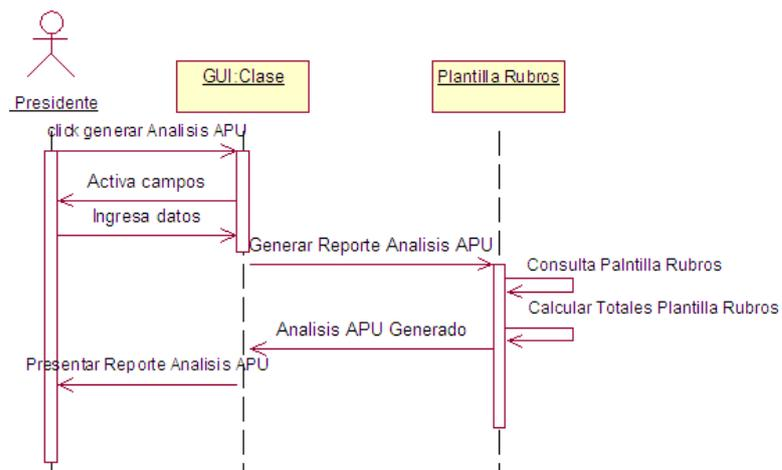 GUI:Clase
Plantilla Rubros
Presidente
click generar Analisis APU
Activa campos
Ingresa datos
Generar Reporte Analisis APU
Consulta Palntilla Rubros
Calcular Totales Plantilla Rubros
Analisis APU Generado
Presentar Reporte Analisis APU